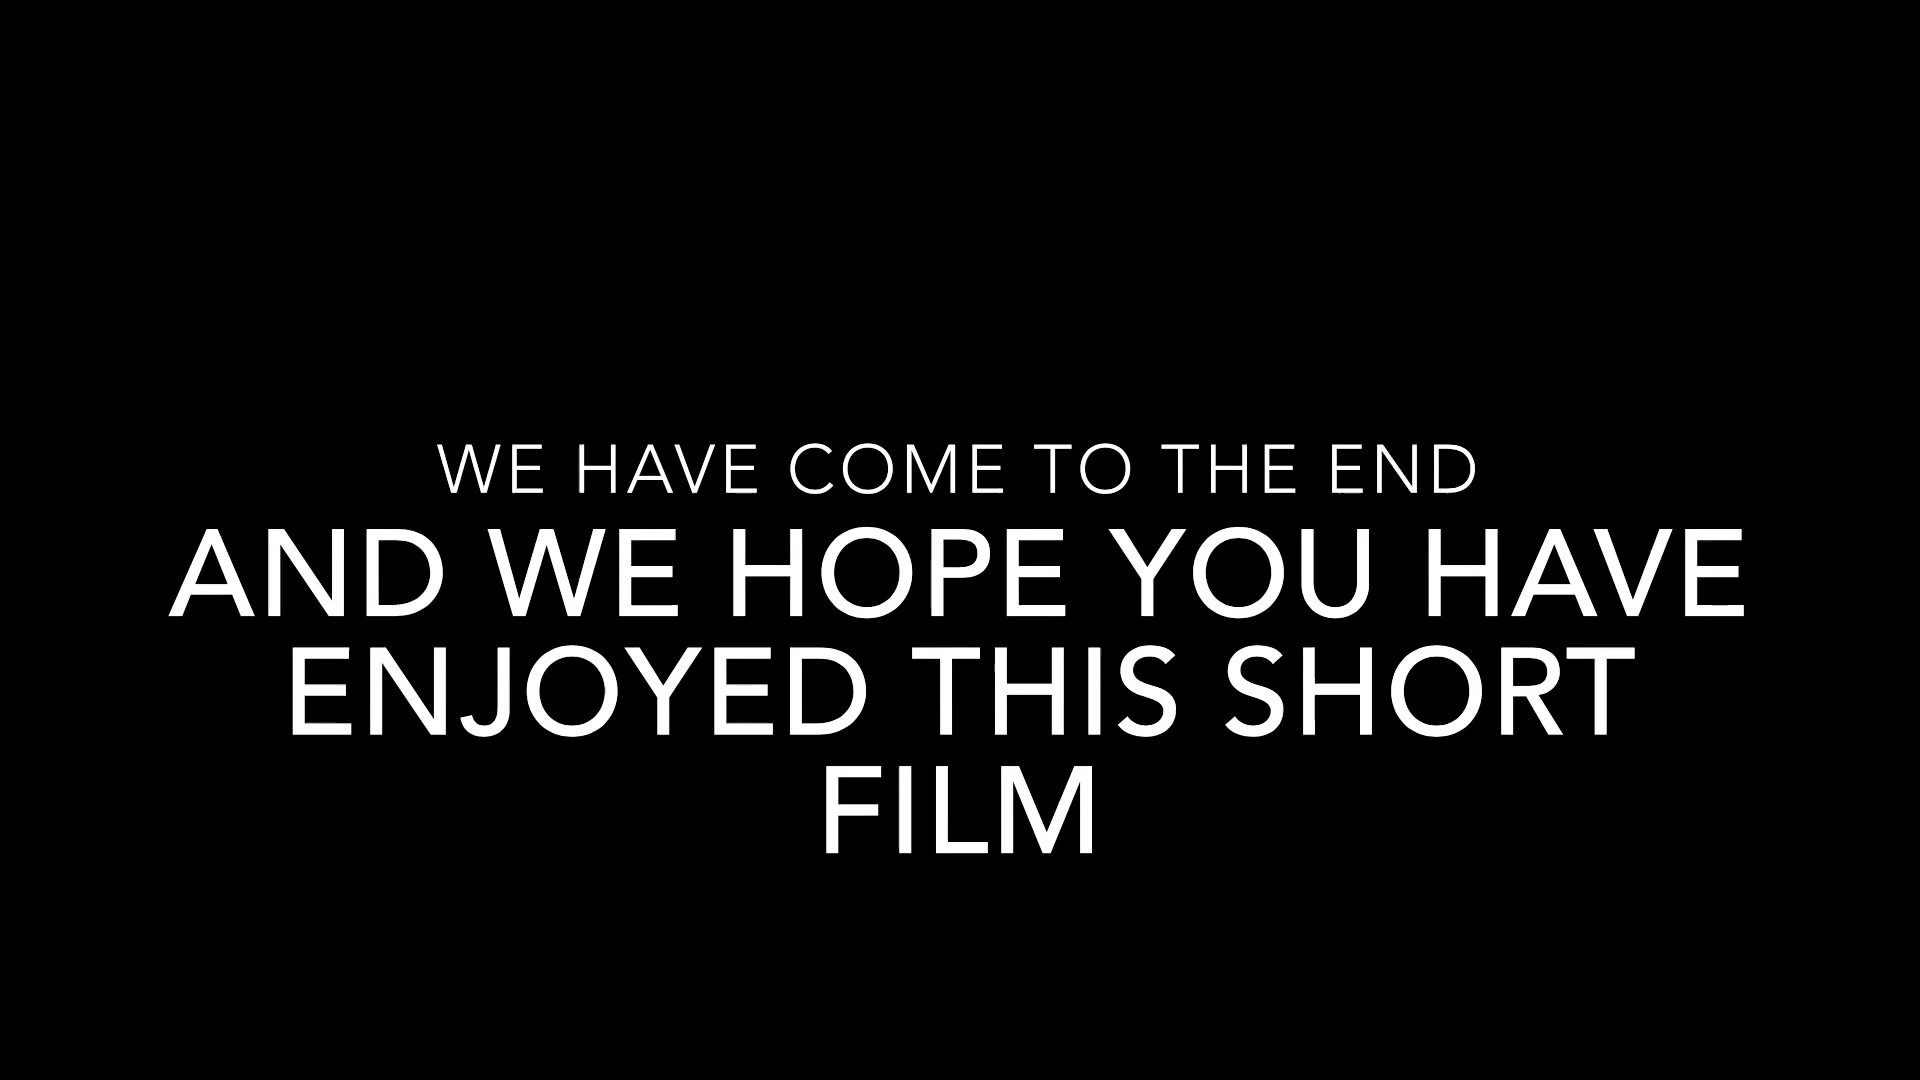 WE HAVE COME TO THE END
AND WE HOPE YOU HAVE
ENJOYED THIS SHORT
FILM